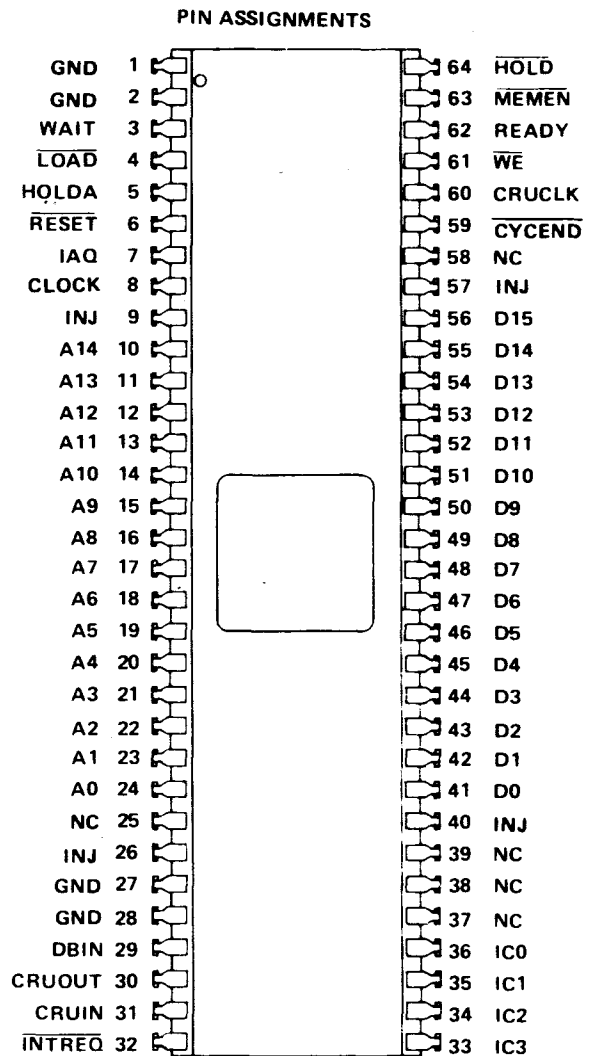 PIN ASSIGNMENTS
GND 1 64 HOLD
GND 2 63 MEMEN
WAIT 3 62 READY
LOAD 4 61 WE
HOLDA 5 60 CRUCLK
RESET 6 59 CYCEND
IAQ 7 58 NC
CLOCK 8 57 INJ
INJ 9 56 D15
A14 10 55 D14
A13 11 54 D13
A12 12 53 D12
A11 13 52 D11
A10 14 51 D10
A9 15 50 D9
A8 16 49 D8
A7 17 48 D7
A6 18 47 D6
A5 19 46 D5
A4 20 45 D4
A3 21 44 D3
A2 22 43 D2
A1 23 42 D1
A0 24 41 D0
NC 25 40 INJ
INJ 26 39 NC
GND 27 38 NC
GND 28 37 NC
DBIN 29 36 IC0
CRUOUT 30 35 IC1
CRUIN 31 34 IC2
INTREQ 32 33 IC3